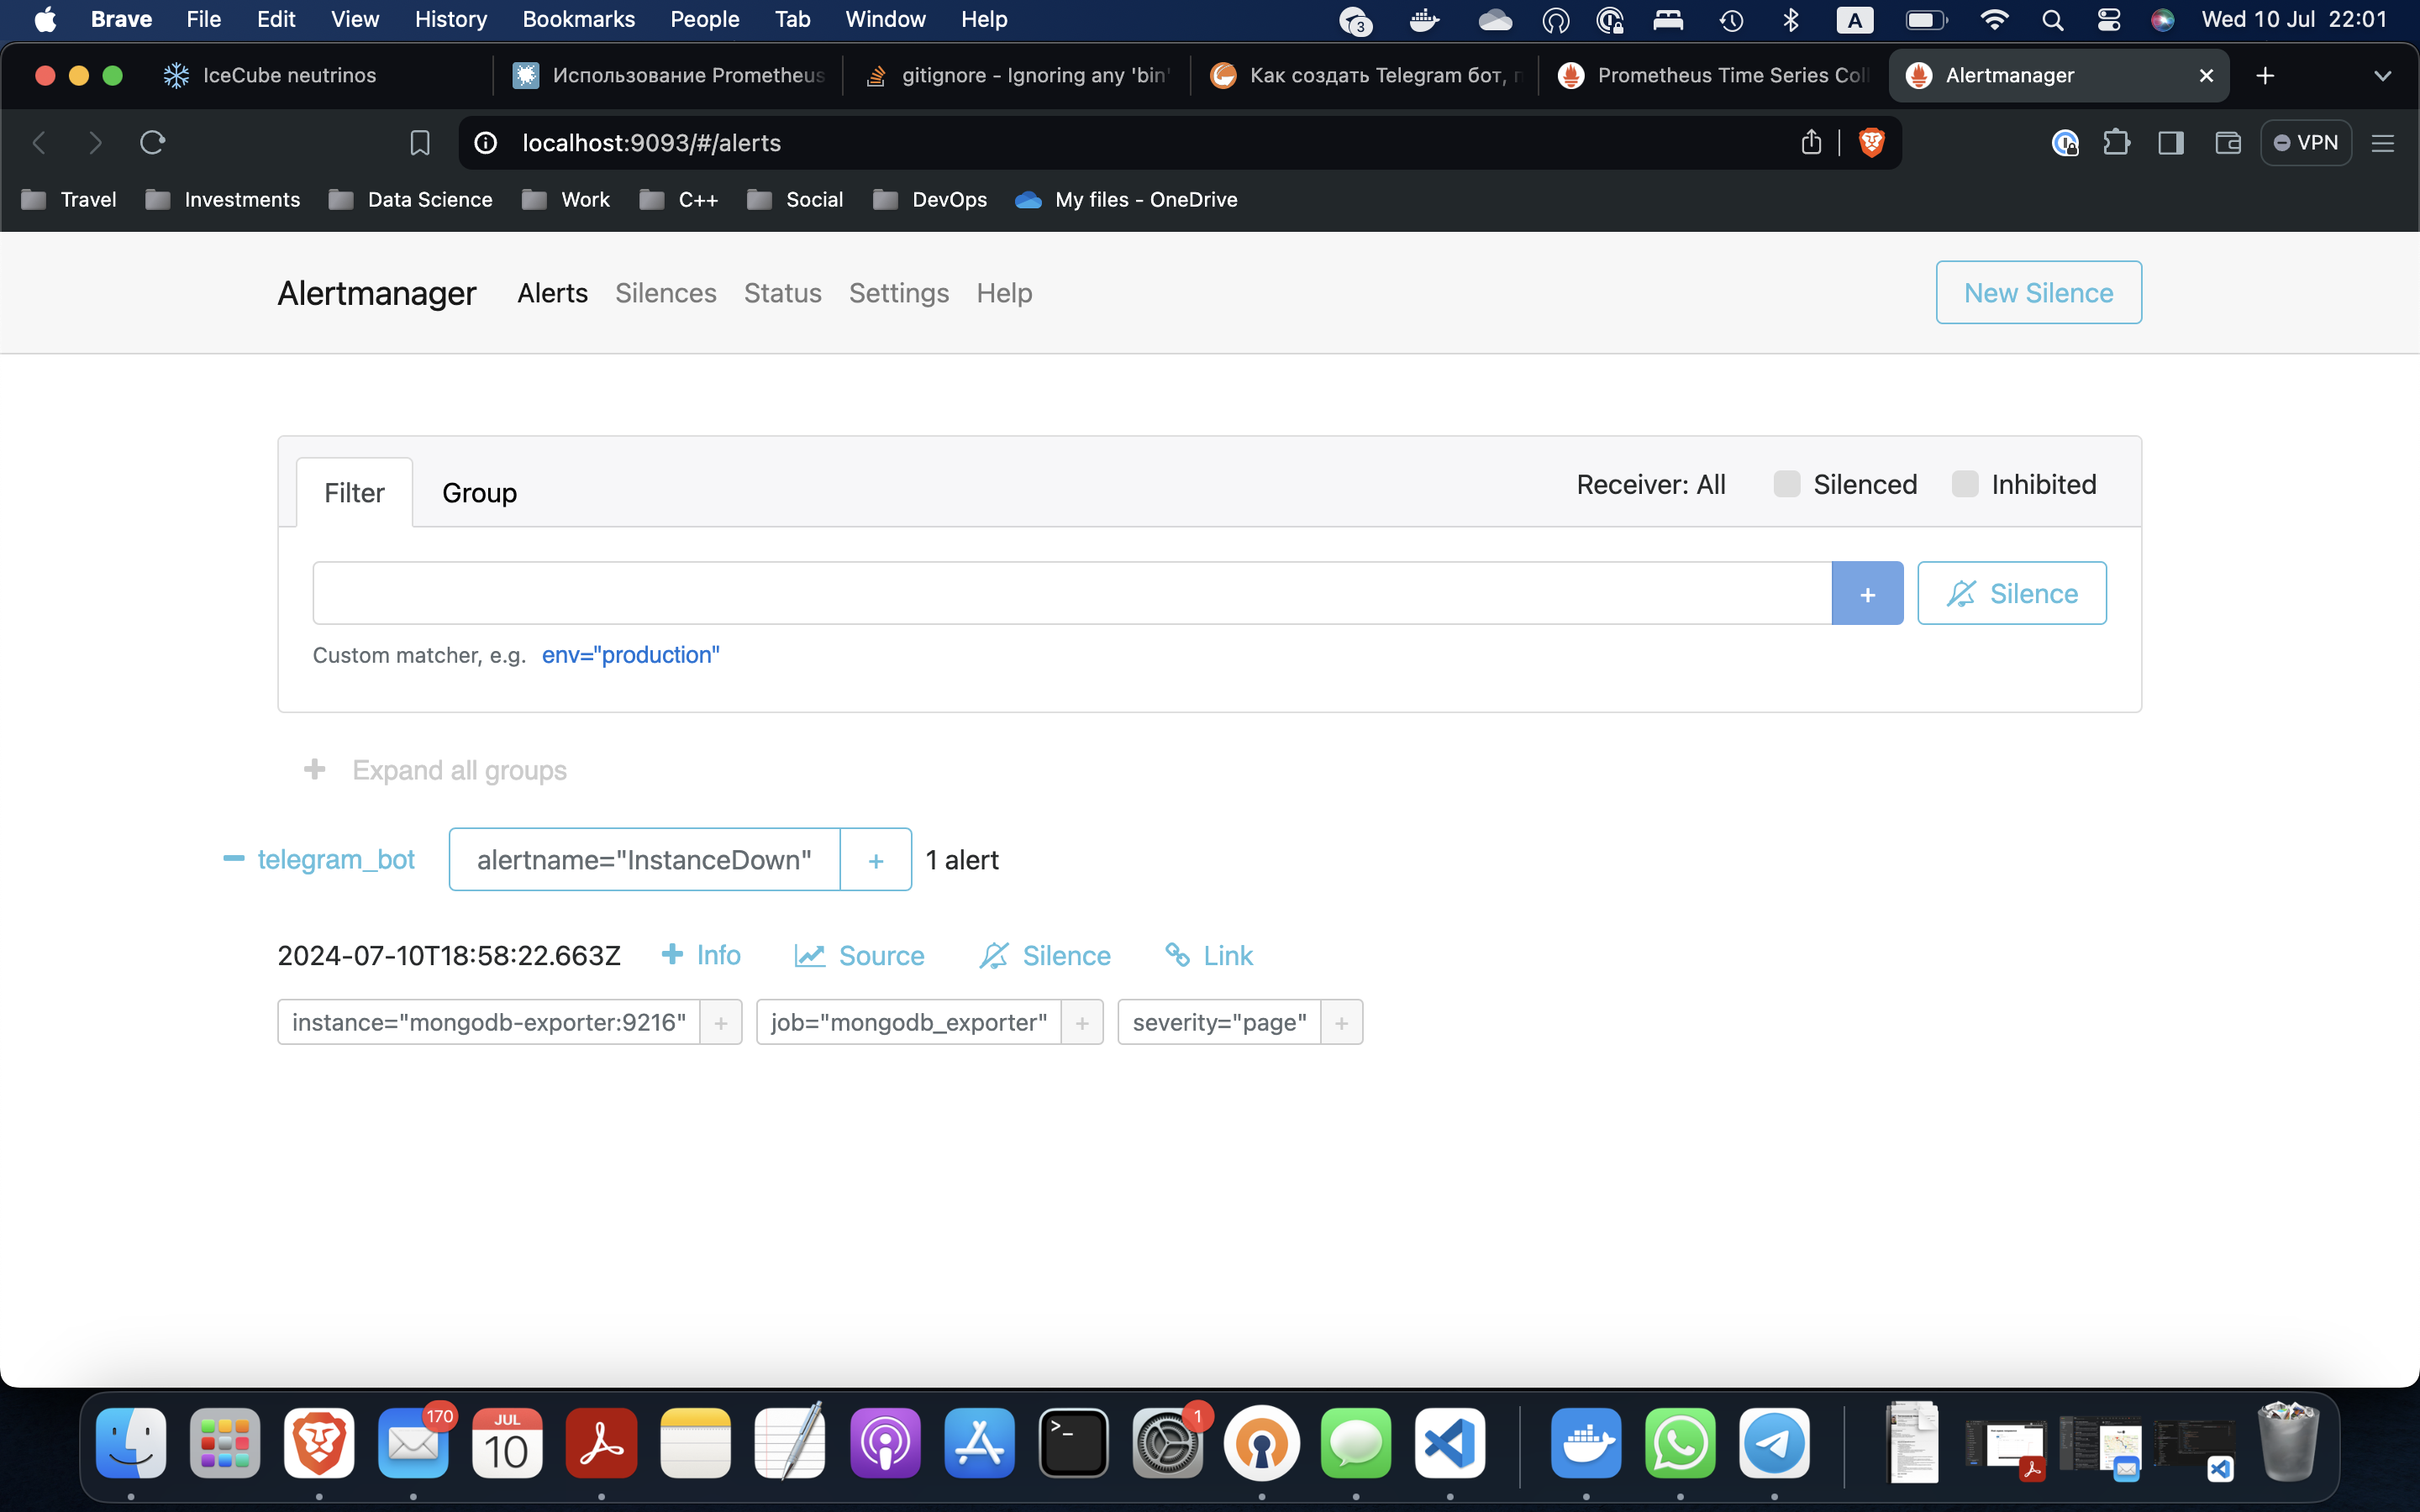 Brave File Edit View History Bookmarks People Tab Window Help 3 A Wed 10 Jul 22:01
IceCube neutrinos Использование Prometheus gitignore - Ignoring any 'bin' Как создать Telegram бот, Prometheus Time Series Coll Alertmanager
localhost:9093/#/alerts VPN
Travel Investments Data Science Work C++ Social DevOps My files - OneDrive
Alertmanager Alerts Silences Status Settings Help New Silence
Filter Group Receiver: All Silenced Inhibited
+ Silence
Custom matcher, e.g. env="production"
+ Expand all groups
telegram_bot alertname="InstanceDown" + 1 alert
2024-07-10T18:58:22.663Z + Info Source Silence Link
instance="mongodb-exporter:9216" + job="mongodb_exporter" + severity="page" +
170 JUL 10 >_ 1